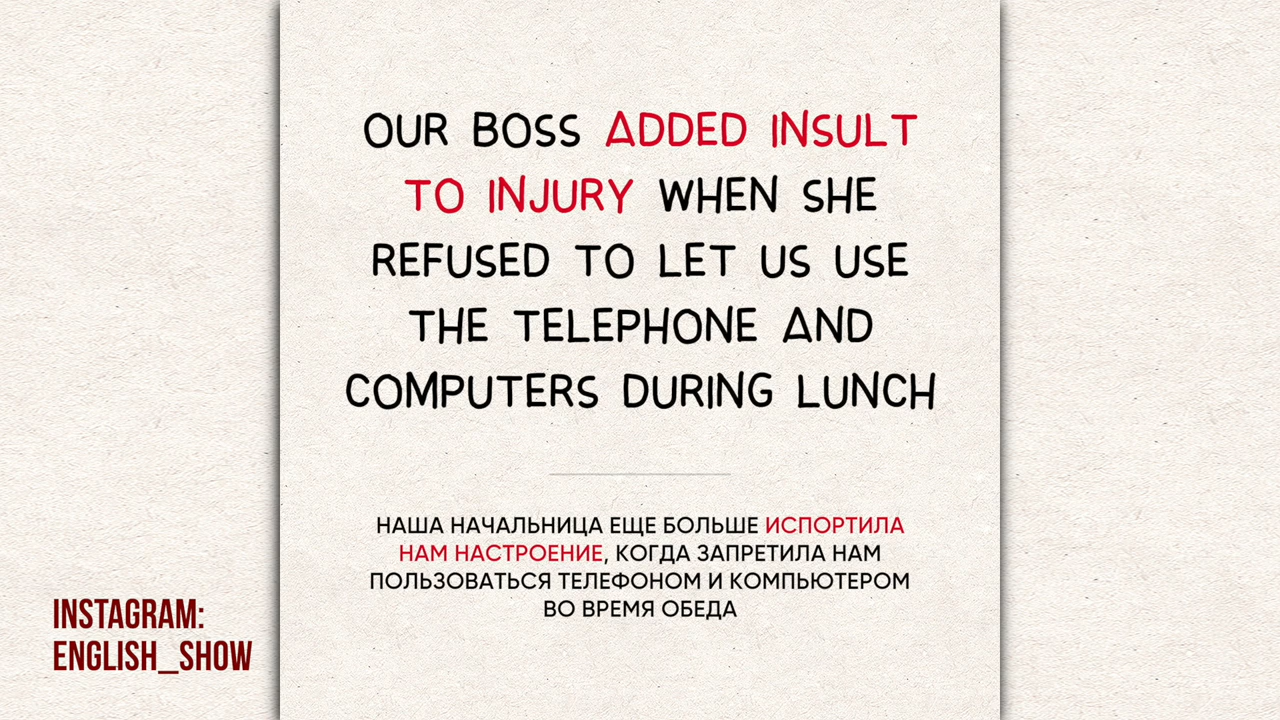 OUR BOSS ADDED INSULT
TO INJURY WHEN SHE
REFUSED TO LET US USE
THE TELEPHONE AND
COMPUTERS DURING LUNCH
НАША НАЧАЛЬНИЦА ЕЩЕ БОЛЬШЕ ИСПОРТИЛА
НАМ НАСТРОЕНИЕ, КОГДА ЗАПРЕТИЛА НАМ
ПОЛЬЗОВАТЬСЯ ТЕЛЕФОНОМ И КОМПЬЮТЕРОМ
ВО ВРЕМЯ ОБЕДА
INSTAGRAM:
ENGLISH_SHOW